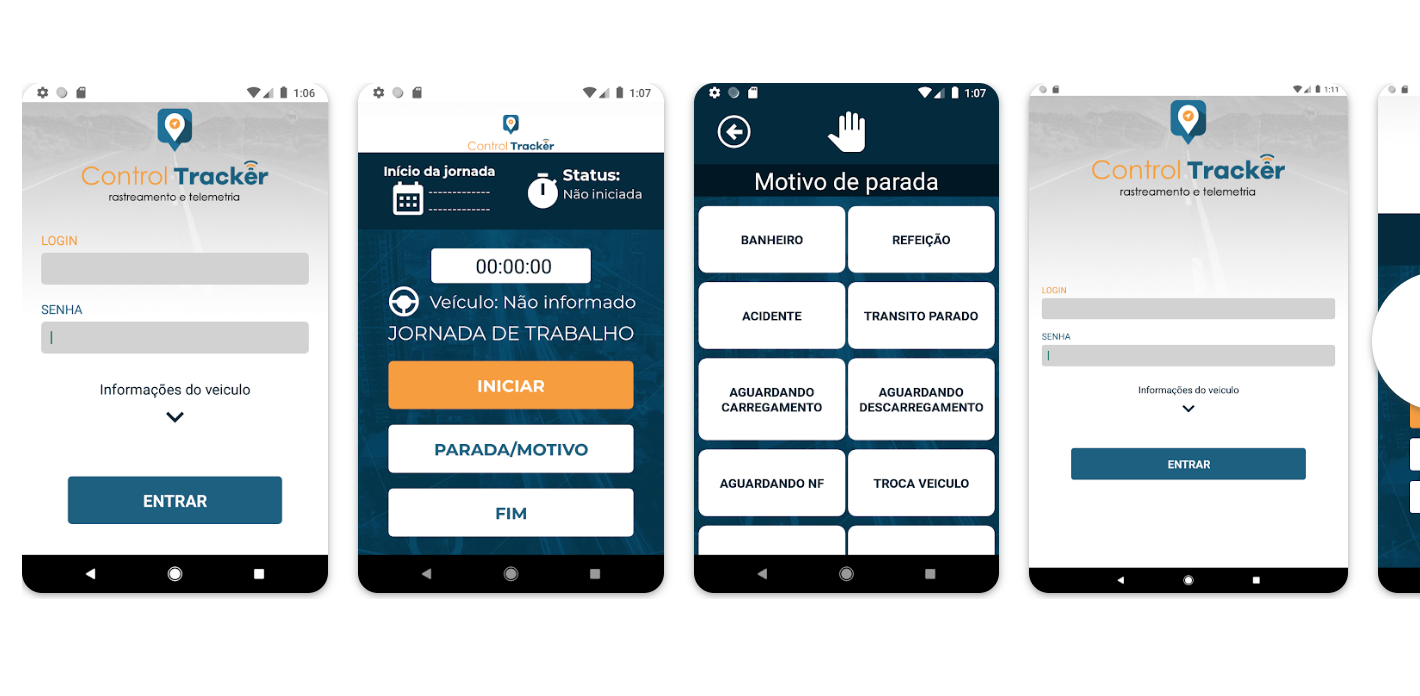 1:06
Control Tracker
rastreamento e telemetria
LOGIN
SENHA
Informações do veiculo
ENTRAR
1:07
Control Tracker
Início da jornada
-------------
-------------
Status:
Não iniciada
00:00:00
Veículo: Não informado
JORNADA DE TRABALHO
INICIAR
PARADA/MOTIVO
FIM
1:07
Motivo de parada
BANHEIRO
REFEIÇÃO
ACIDENTE
TRANSITO PARADO
AGUARDANDO
CARREGAMENTO
AGUARDANDO
DESCARREGAMENTO
AGUARDANDO NF
TROCA VEICULO
1:11
Control Tracker
rastreamento e telemetria
LOGIN
SENHA
Informações do veiculo
ENTRAR